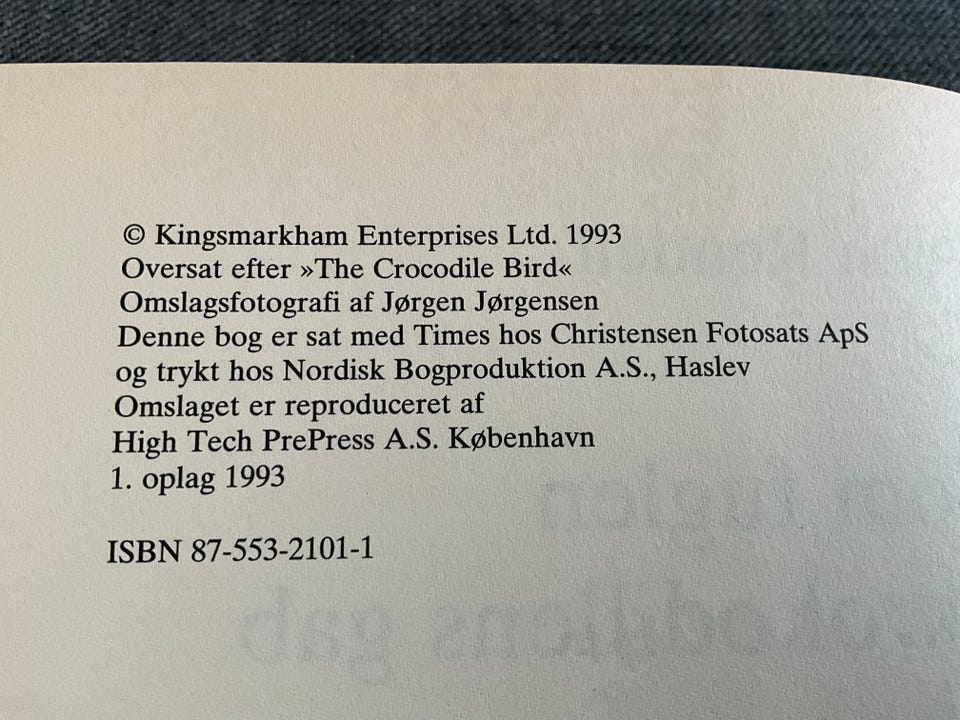 © Kingsmarkham Enterprises Ltd. 1993
Oversat efter »The Crocodile Bird«
Omslagsfotografi af Jørgen Jørgensen
Denne bog er sat med Times hos Christensen Fotosats ApS
og trykt hos Nordisk Bogproduktion A.S., Haslev
Omslaget er reproduceret af
High Tech PrePress A.S. København
1. oplag 1993
ISBN 87-553-2101-1